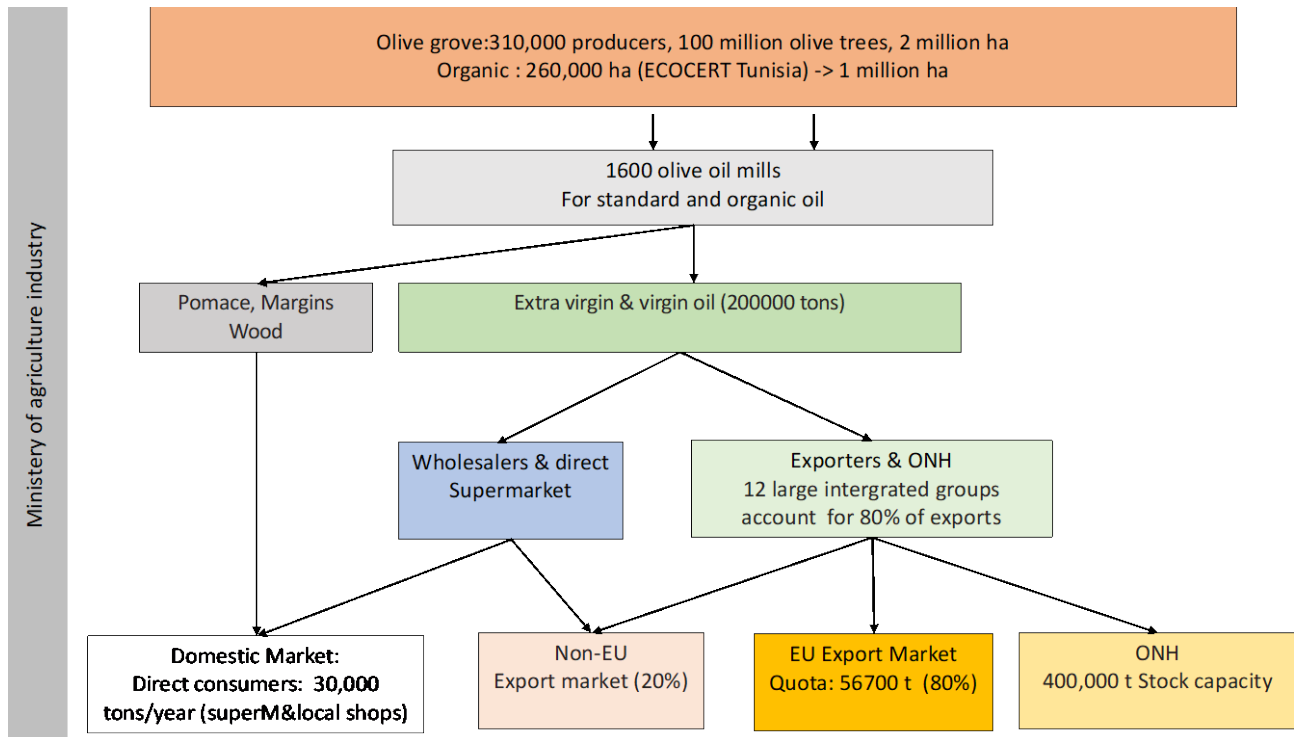 Ministery of agriculture industry
Olive grove:310,000 producers, 100 million olive trees, 2 million ha
Organic : 260,000 ha (ECOCERT Tunisia) -> 1 million ha
1600 olive oil mills
For standard and organic oil
Pomace, Margins
Wood
Extra virgin & virgin oil (200000 tons)
Wholesalers & direct
Supermarket
Exporters & ONH
12 large intergrated groups
account for 80% of exports
Domestic Market:
Direct consumers: 30,000
tons/year (superM&local shops)
Non-EU
Export market (20%)
EU Export Market
Quota: 56700 t (80%)
ONH
400,000 t Stock capacity